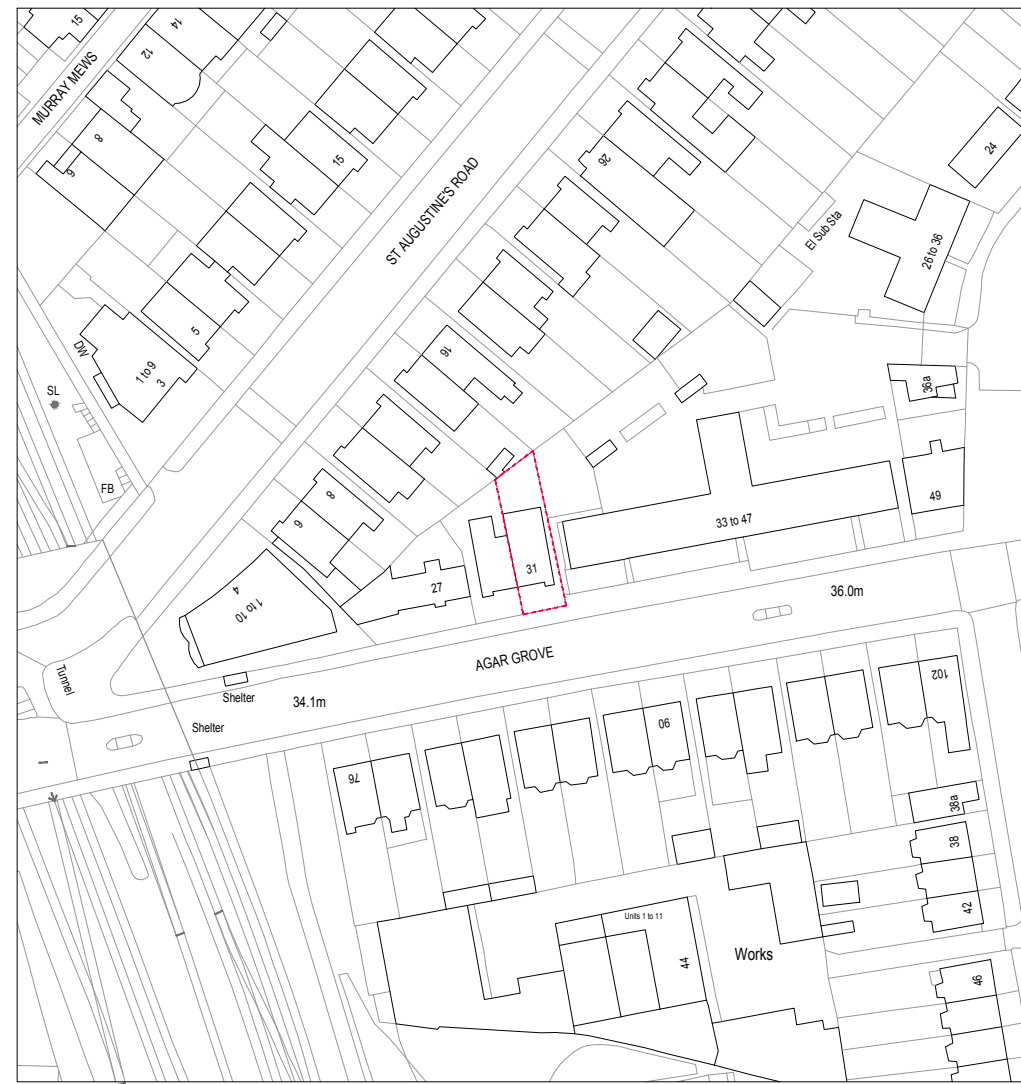 15
14
12
MURRAY MEWS
8
6
15
ST AUGUSTINE'S ROAD
26
24
El Sub Sta
26 to 36
5
DW
1 to 9
3
SL
FB
16
36a
8
6
49
33 to 47
31
27
4
1 to 10
36.0m
AGAR GROVE
Tunnel
Shelter
34.1m
Shelter
102
90
76
38a
38
42
Units 1 to 11
44
Works
46